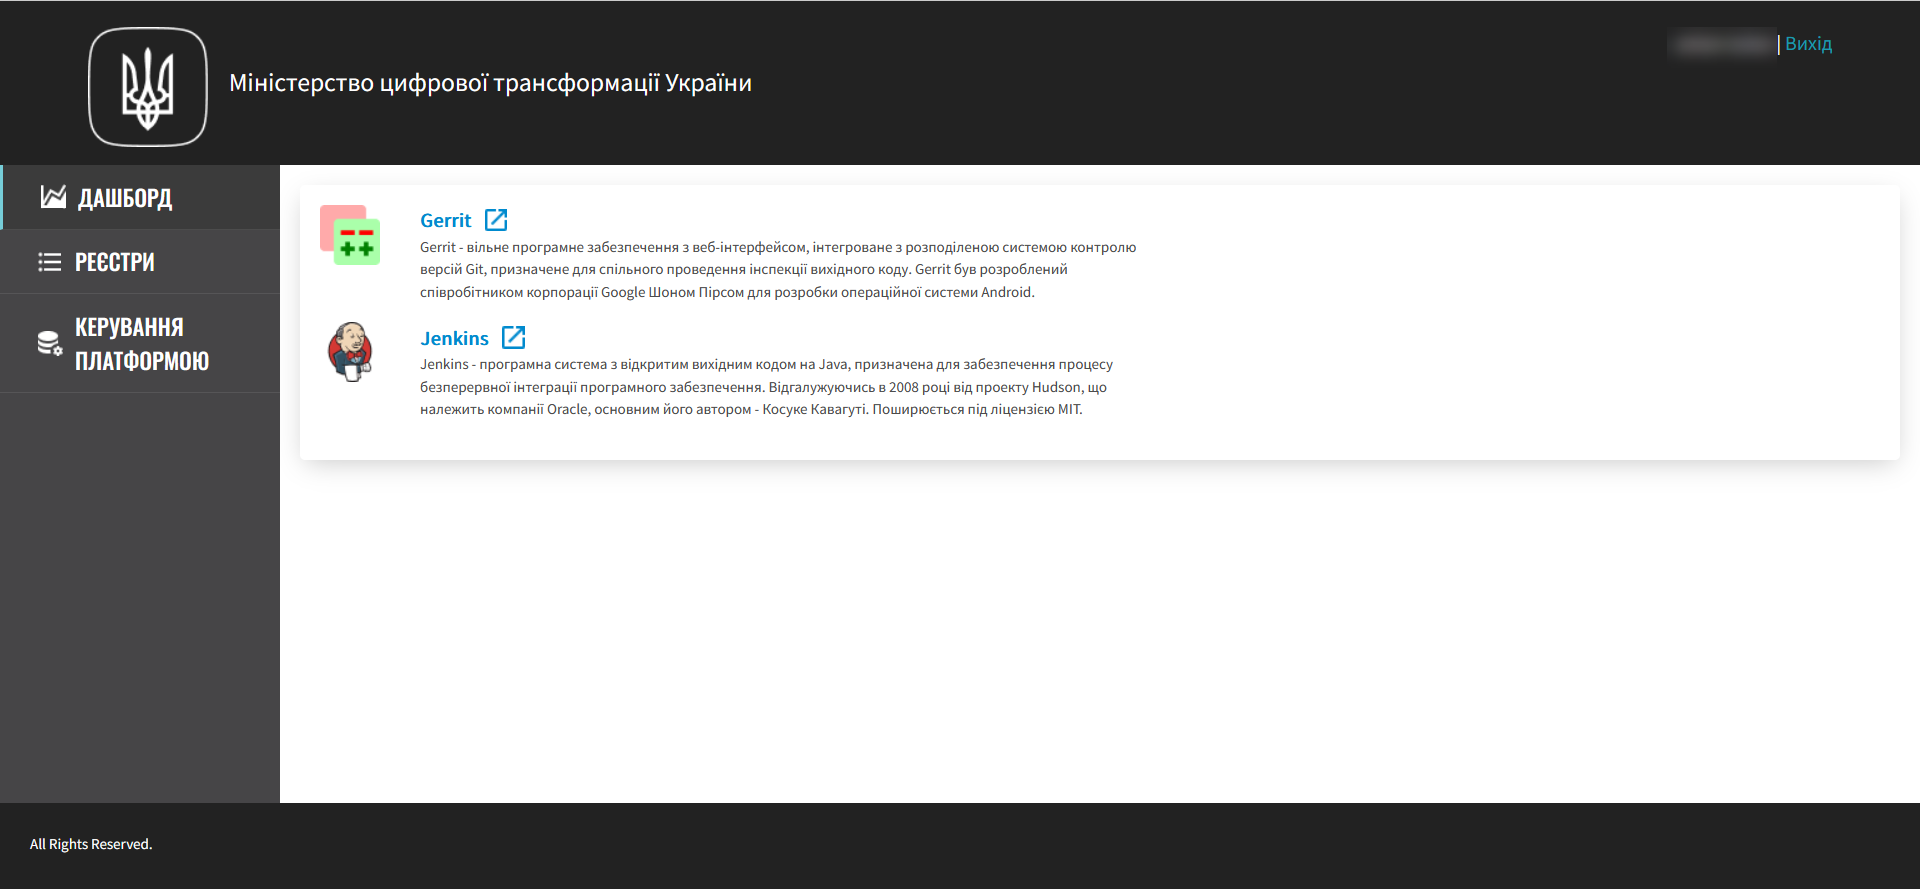 Міністерство цифрової трансформації України
| Вихід
ДАШБОРД
РЕЄСТРИ
КЕРУВАННЯ
ПЛАТФОРМОЮ
Gerrit
Gerrit - вільне програмне забезпечення з веб-інтерфейсом, інтегроване з розподіленою системою контролю
версій Git, призначене для спільного проведення інспекції вихідного коду. Gerrit був розроблений
співробітником корпорації Google Шоном Пірсом для розробки операційної системи Android.
Jenkins
Jenkins - програмна система з відкритим вихідним кодом на Java, призначена для забезпечення процесу
безперервної інтеграції програмного забезпечення. Відгалужуючись в 2008 році від проекту Hudson, що
належить компанії Oracle, основним його автором - Косуке Кавагуті. Поширюється під ліцензією MIT.
All Rights Reserved.